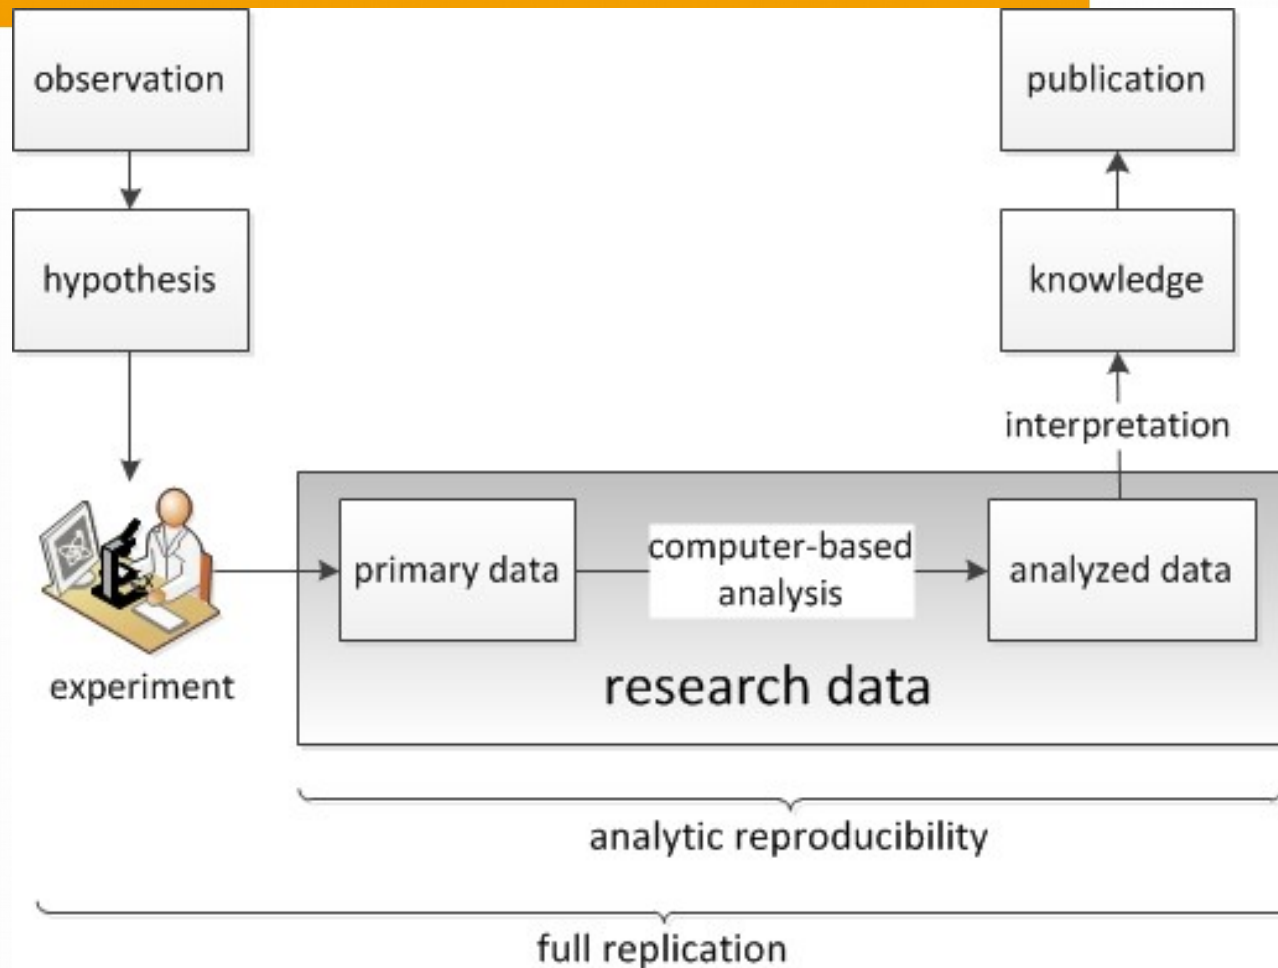 observation
publication
hypothesis
knowledge
interpretation
primary data
computer-based
analysis
analyzed data
experiment
research data
analytic reproducibility
full replication